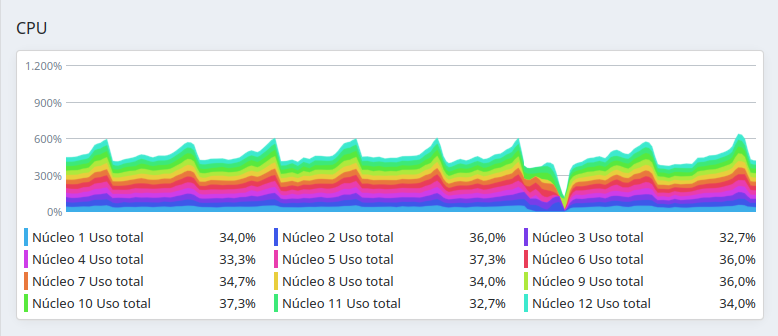 CPU
1.200%
900%
600%
300%
0%
Núcleo 1 Uso total 34,0% Núcleo 2 Uso total 36,0% Núcleo 3 Uso total 32,7%
Núcleo 4 Uso total 33,3% Núcleo 5 Uso total 37,3% Núcleo 6 Uso total 36,0%
Núcleo 7 Uso total 34,7% Núcleo 8 Uso total 34,0% Núcleo 9 Uso total 36,0%
Núcleo 10 Uso total 37,3% Núcleo 11 Uso total 32,7% Núcleo 12 Uso total 34,0%